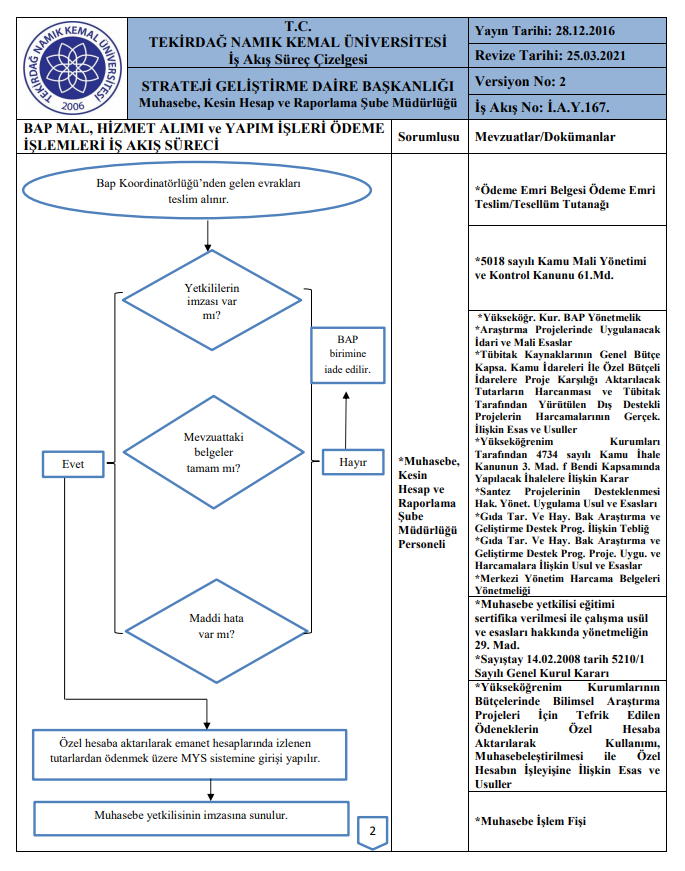 TEKİRDAĞ NAMIK KEMAL ÜNİVERSİTESİ
2006
T.C.
TEKİRDAĞ NAMIK KEMAL ÜNİVERSİTESİ
İş Akış Süreç Çizelgesi
STRATEJİ GELİŞTİRME DAİRE BAŞKANLIĞI
Muhasebe, Kesin Hesap ve Raporlama Şube Müdürlüğü
Yayın Tarihi: 28.12.2016
Revize Tarihi: 25.03.2021
Versiyon No: 2
İş Akış No: İ.A.Y.167.
BAP MAL, HİZMET ALIMI ve YAPIM İŞLERİ ÖDEME
İŞLEMLERİ İŞ AKIŞ SÜRECİ
Sorumlusu
Mevzuatlar/Dokümanlar
Bap Koordinatörlüğü'nden gelen evrakları
teslim alınır.
Yetkililerin
imzası var
mı?
BAP
birimine
iade edilir.
Mevzuattaki
belgeler
tamam mı?
Evet
Hayır
Maddi hata
var mı?
Özel hesaba aktarılarak emanet hesaplarında izlenen
tutarlardan ödenmek üzere MYS sistemine girişi yapılır.
Muhasebe yetkilisinin imzasına sunulur.
2
*Muhasebe,
Kesin
Hesap ve
Raporlama
Şube
Müdürlüğü
Personeli
*Ödeme Emri Belgesi Ödeme Emri
Teslim/Tesellüm Tutanağı
*5018 sayılı Kamu Mali Yönetimi
ve Kontrol Kanunu 61.Md.
*Yükseköğr. Kur. BAP Yönetmelik
*Araştırma Projelerinde Uygulanacak
İdari ve Mali Esaslar
*Tübitak Kaynaklarının Genel Bütçe
Kapsa. Kamu İdareleri İle Özel Bütçeli
İdarelere Proje Karşılığı Aktarılacak
Tutarların Harcanması ve Tübitak
Tarafından Yürütülen Dış Destekli
Projelerin Harcamalarının Gerçek.
İlişkin Esas ve Usuller
*Yükseköğrenim Kurumları
Tarafından 4734 sayılı Kamu İhale
Kanunun 3. Mad. f Bendi Kapsamında
Yapılacak İhalelere İlişkin Karar
*Santez Projelerinin Desteklenmesi
Hak. Yönet. Uygulama Usul ve Esasları
*Gıda Tar. Ve Hay. Bak Araştırma ve
Geliştirme Destek Prog. İlişkin Tebliğ
*Gıda Tar. Ve Hay. Bak Araştırma ve
Geliştirme Destek Prog. Proje. Uygu. ve
Harcamalara İlişkin Usul ve Esaslar
*Merkezi Yönetim Harcama Belgeleri
Yönetmeliği
*Muhasebe yetkilisi eğitimi
sertifika verilmesi ile çalışma usül
ve esasları hakkında yönetmeliğin
29. Mad.
*Sayıştay 14.02.2008 tarih 5210/1
Sayılı Genel Kurul Kararı
*Yükseköğrenim Kurumlarının
Bütçelerinde Bilimsel Araştırma
Projeleri İçin Tefrik Edilen
Ödeneklerin Özel Hesaba
Aktarılarak Kullanımı,
Muhasebeleştirilmesi ile Özel
Hesabın İşleyişine İlişkin Esas ve
Usuller
*Muhasebe İşlem Fişi